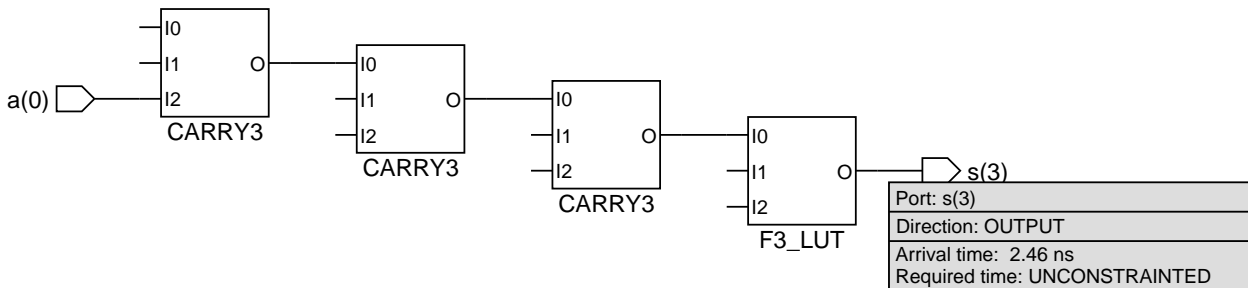 I0
I1
O
a(0)
I2
CARRY3
I0
I1
O
I2
CARRY3
I0
I1
O
I2
CARRY3
I0
I1
O
I2
F3_LUT
s(3)
Port: s(3)
Direction: OUTPUT
Arrival time: 2.46 ns
Required time: UNCONSTRAINTED